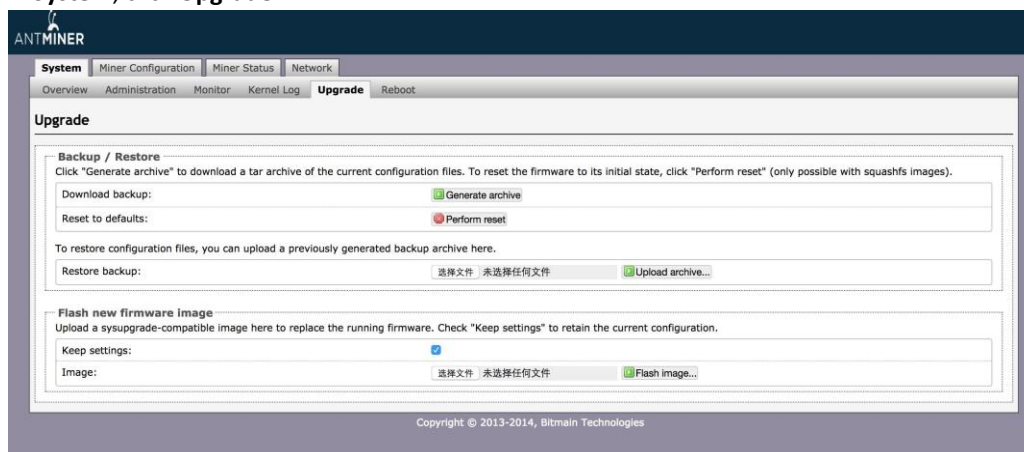 ANTMINER
System Miner Configuration Miner Status Network
Overview Administration Monitor Kernel Log Upgrade Reboot
Upgrade
Backup / Restore
Click "Generate archive" to download a tar archive of the current configuration files. To reset the firmware to its initial state, click "Perform reset" (only possible with squashfs images).
Download backup: Generate archive
Reset to defaults: Perform reset
To restore configuration files, you can upload a previously generated backup archive here.
Restore backup: 选择文件 未选择任何文件 Upload archive...
Flash new firmware image
Upload a sysupgrade-compatible image here to replace the running firmware. Check "Keep settings" to retain the current configuration.
Keep settings:
Image: 选择文件 未选择任何文件 Flash image...
Copyright © 2013-2014, Bitmain Technologies